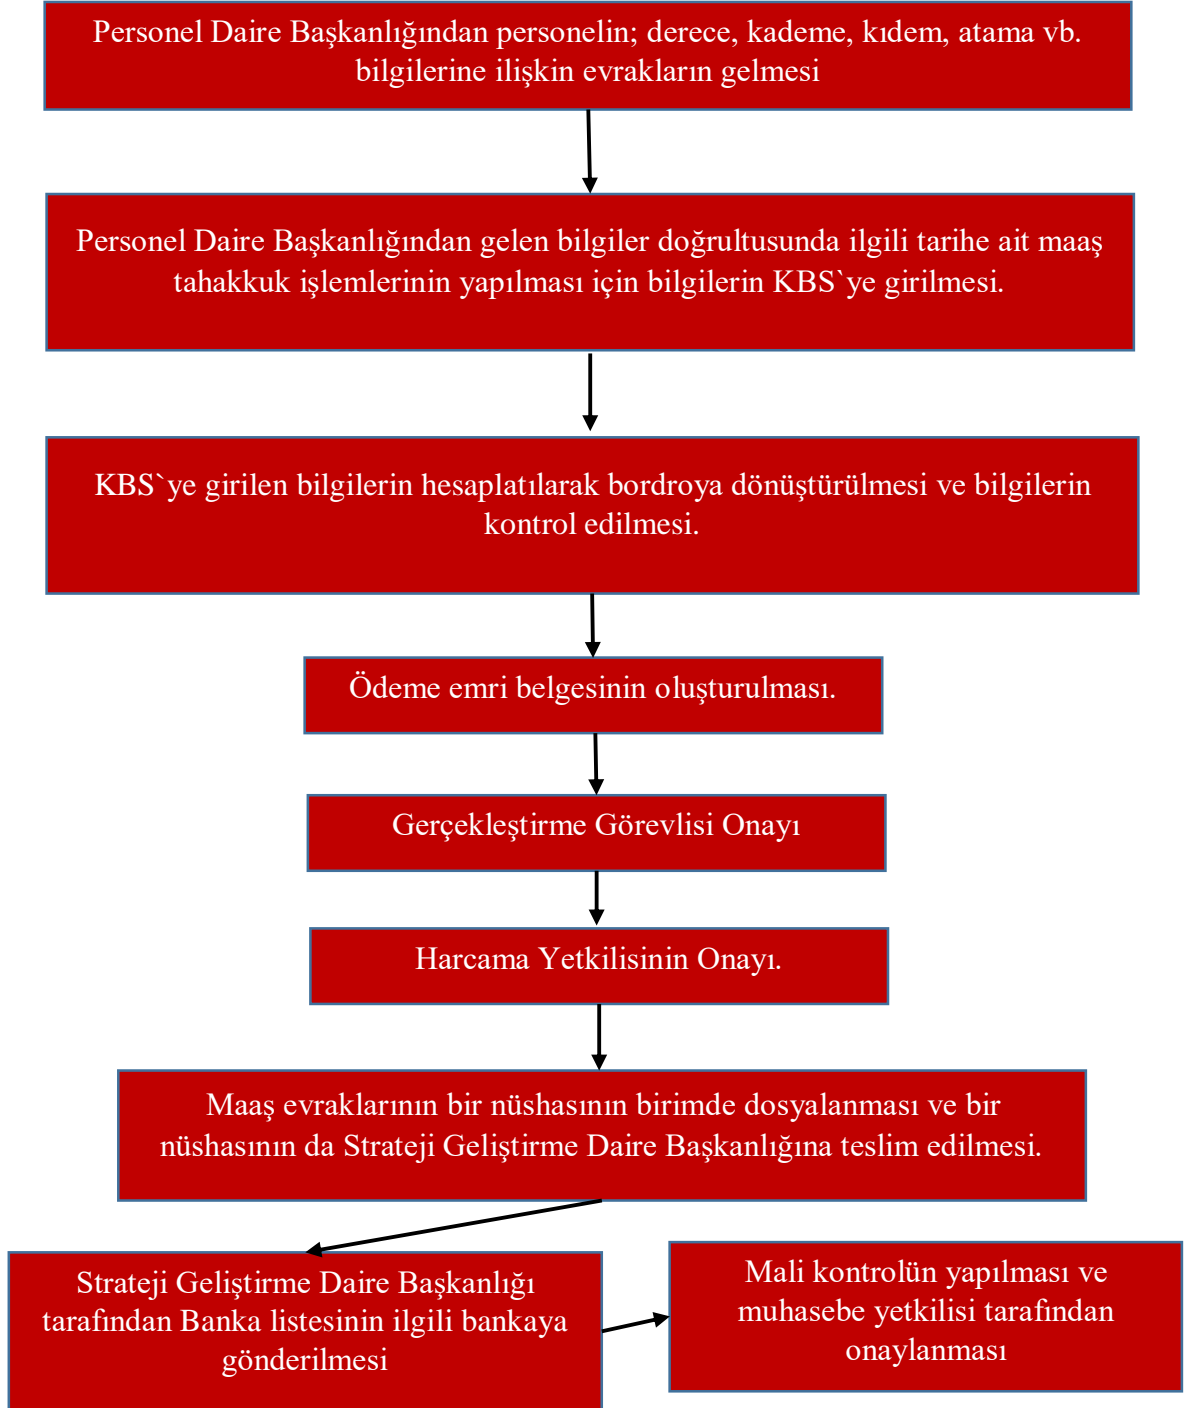 Personel Daire Başkanlığından personelin; derece, kademe, kıdem, atama vb.
bilgilerine ilişkin evrakların gelmesi
Personel Daire Başkanlığından gelen bilgiler doğrultusunda ilgili tarihe ait maaş
tahakkuk işlemlerinin yapılması için bilgilerin KBS`ye girilmesi.
KBS`ye girilen bilgilerin hesaplatılarak bordroya dönüştürülmesi ve bilgilerin
kontrol edilmesi.
Ödeme emri belgesinin oluşturulması.
Gerçekleştirme Görevlisi Onayı
Harcama Yetkilisinin Onayı.
Maaş evraklarının bir nüshasının birimde dosyalanması ve bir
nüshasının da Strateji Geliştirme Daire Başkanlığına teslim edilmesi.
Strateji Geliştirme Daire Başkanlığı
tarafından Banka listesinin ilgili bankaya
gönderilmesi
Mali kontrolün yapılması ve
muhasebe yetkilisi tarafından
onaylanması